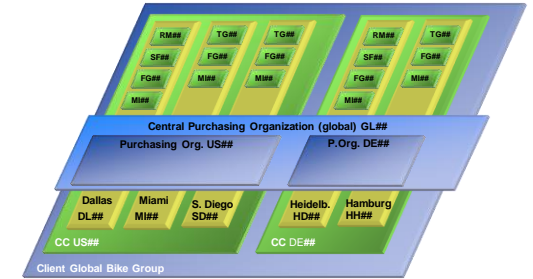 RM## TG## TG## RM## TG##
SF## FG## FG## SF## FG##
FG## MI## MI## FG## MI##
MI## MI##
Central Purchasing Organization (global) GL##
Purchasing Org. US## P.Org. DE##
Dallas Miami S. Diego Heidelb. Hamburg
DL## MI## SD## HD## HH##
CC US## CC DE##
Client Global Bike Group